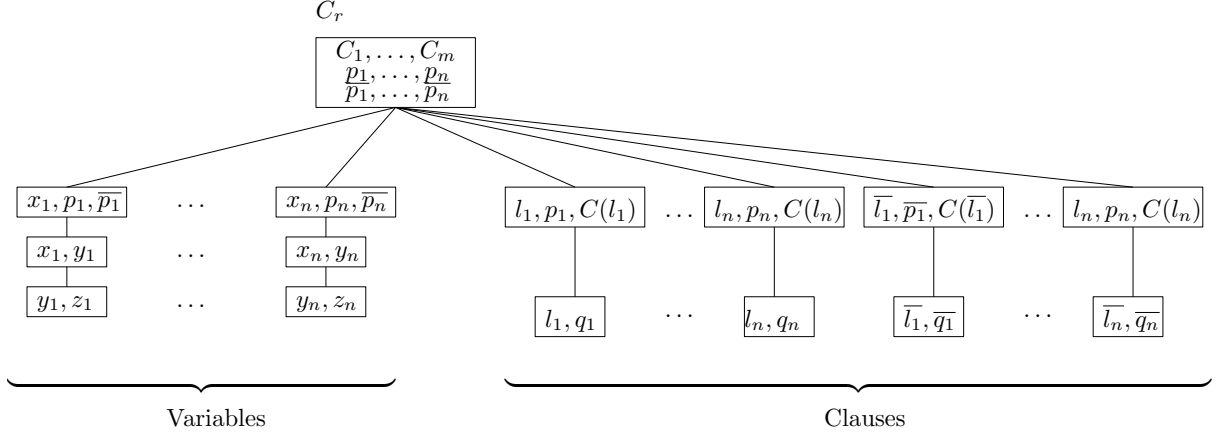 C_r
C_1, . . . , C_m
p_1, . . . , p_n
\overline{p_1}, . . . , \overline{p_n}
x_1, p_1, \overline{p_1} . . . x_n, p_n, \overline{p_n} l_1, p_1, C(l_1) . . . l_n, p_n, C(l_n) \overline{l_1}, \overline{p_1}, C(\overline{l_1}) . . . l_n, p_n, C(l_n)
x_1, y_1 . . . x_n, y_n
y_1, z_1 . . . y_n, z_n l_1, q_1 . . . l_n, q_n \overline{l_1}, \overline{q_1} . . . \overline{l_n}, \overline{q_n}
Variables Clauses